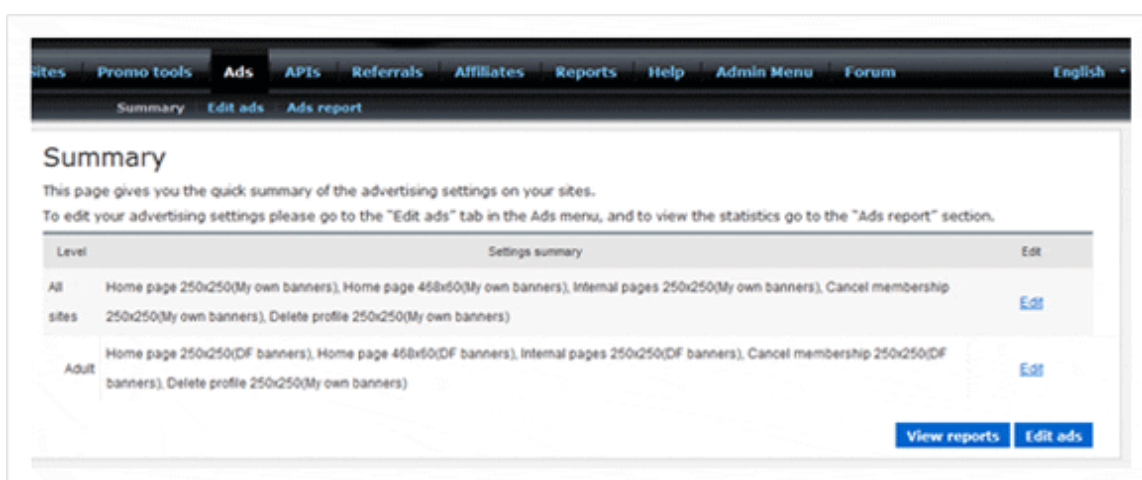 ites Promo tools Ads APIs Referrals Affiliates Reports Help Admin Menu Forum English
Summary Edit ads Ads report
Summary
This page gives you the quick summary of the advertising settings on your sites.
To edit your advertising settings please go to the "Edit ads" tab in the Ads menu, and to view the statistics go to the "Ads report" section.
Level Settings summary Edit
All Home page 250x250(My own banners), Home page 468x60(My own banners), Internal pages 250x250(My own banners), Cancel membership
sites 250x250(My own banners), Delete profile 250x250(My own banners)
Edit
Home page 250x250(DF banners), Home page 468x60(DF banners), Internal pages 250x250(DF banners), Cancel membership 250x250(DF
Adult banners), Delete profile 250x250(My own banners)
Edit
View reports Edit ads